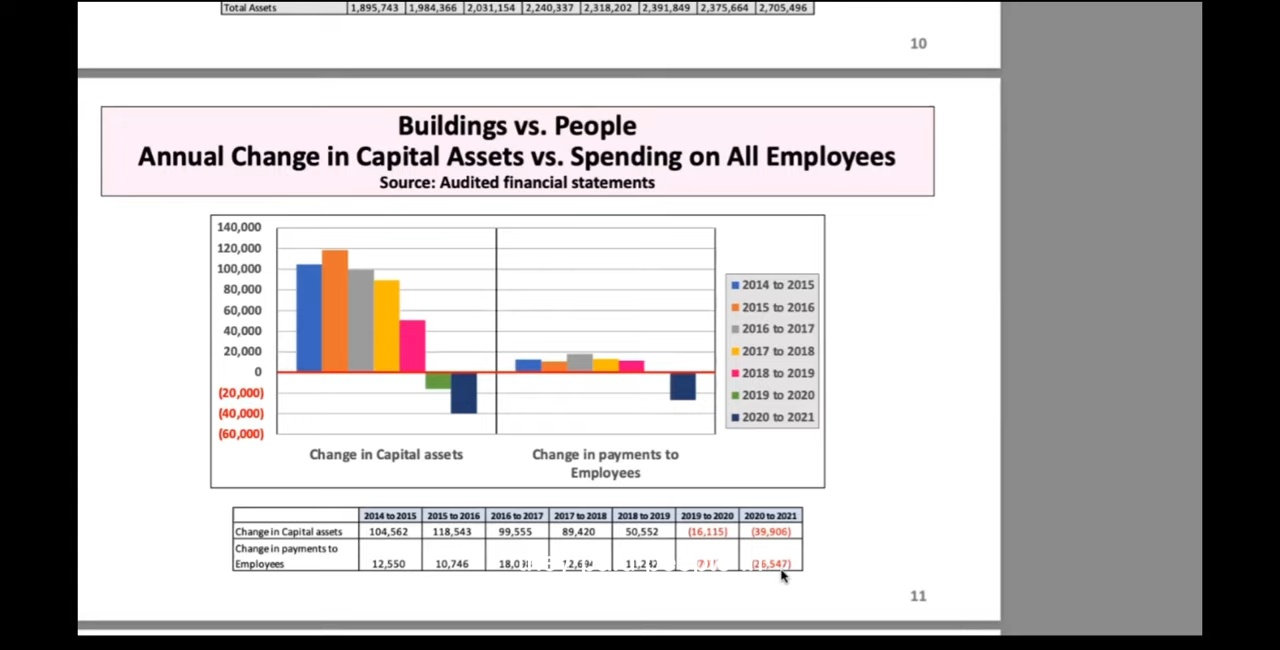 Total Assets 1,895,743 1,984,366 2,031,154 2,240,337 2,318,202 2,391,849 2,375,664 2,705,496
10
Buildings vs. People
Annual Change in Capital Assets vs. Spending on All Employees
Source: Audited financial statements
140,000
120,000
100,000
80,000
60,000
40,000
20,000
0
(20,000)
(40,000)
(60,000)
Change in Capital assets
Change in payments to
Employees
2014 to 2015
2015 to 2016
2016 to 2017
2017 to 2018
2018 to 2019
2019 to 2020
2020 to 2021
2014 to 2015 2015 to 2016 2016 to 2017 2017 to 2018 2018 to 2019 2019 to 2020 2020 to 2021
Change in Capital assets 104,562 118,543 99,555 89,420 50,552 (16,115) (39,906)
Change in payments to
Employees 12,550 10,746 12,694 (26,547)
11